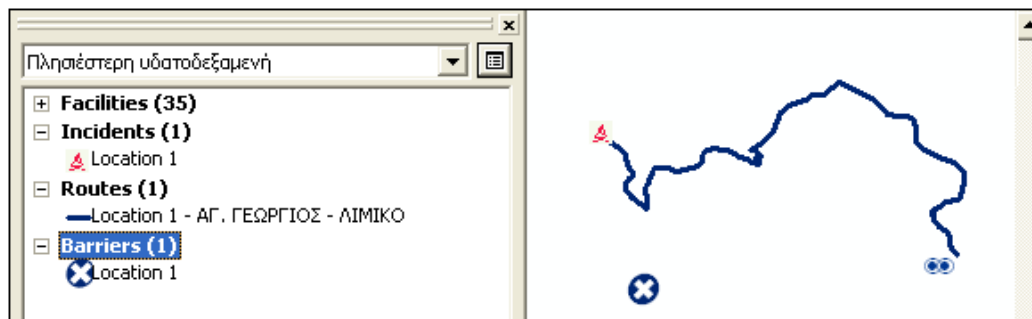 Πλησιέστερη υδατοδεξαμενή
Facilities (35)
Incidents (1)
Location 1
Routes (1)
Location 1 - ΑΓ. ΓΕΩΡΓΙΟΣ - ΛΙΜΙΚΟ
Barriers (1)
Location 1